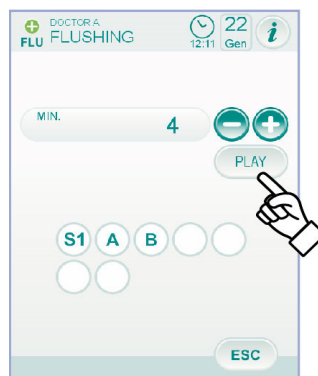 DOCTOR A
FLU FLUSHING
12:11
22
Gen
i
MIN.
4
PLAY
S1 A B
ESC